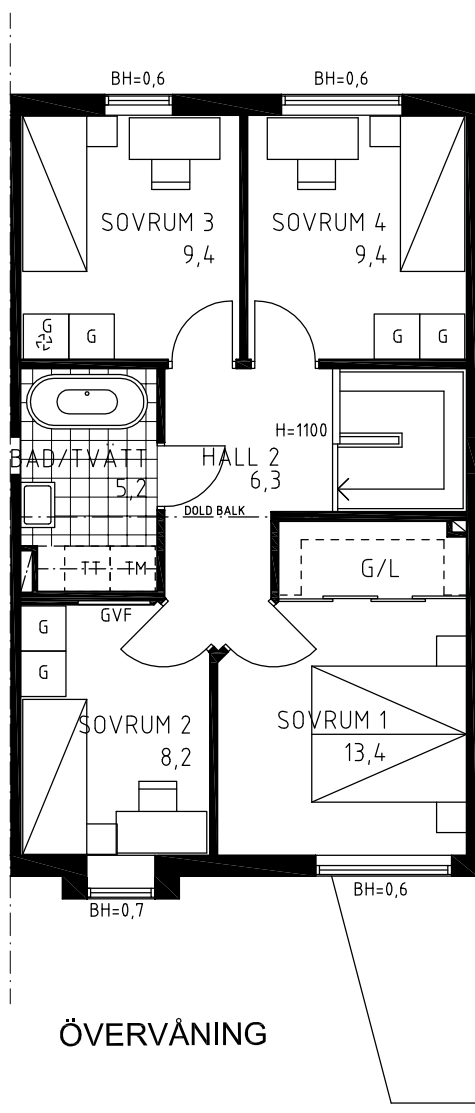 BH=0,6
BH=0,6
SOVRUM 3
9,4
SOVRUM 4
9,4
G
G
G
G
H=1100
BAD/TVÄTT
5,2
HALL 2
6,3
DOLD BALK
TT
TM
G/L
GVF
G
G
SOVRUM 2
8,2
SOVRUM 1
13,4
BH=0,7
BH=0,6
ÖVERVÅNING